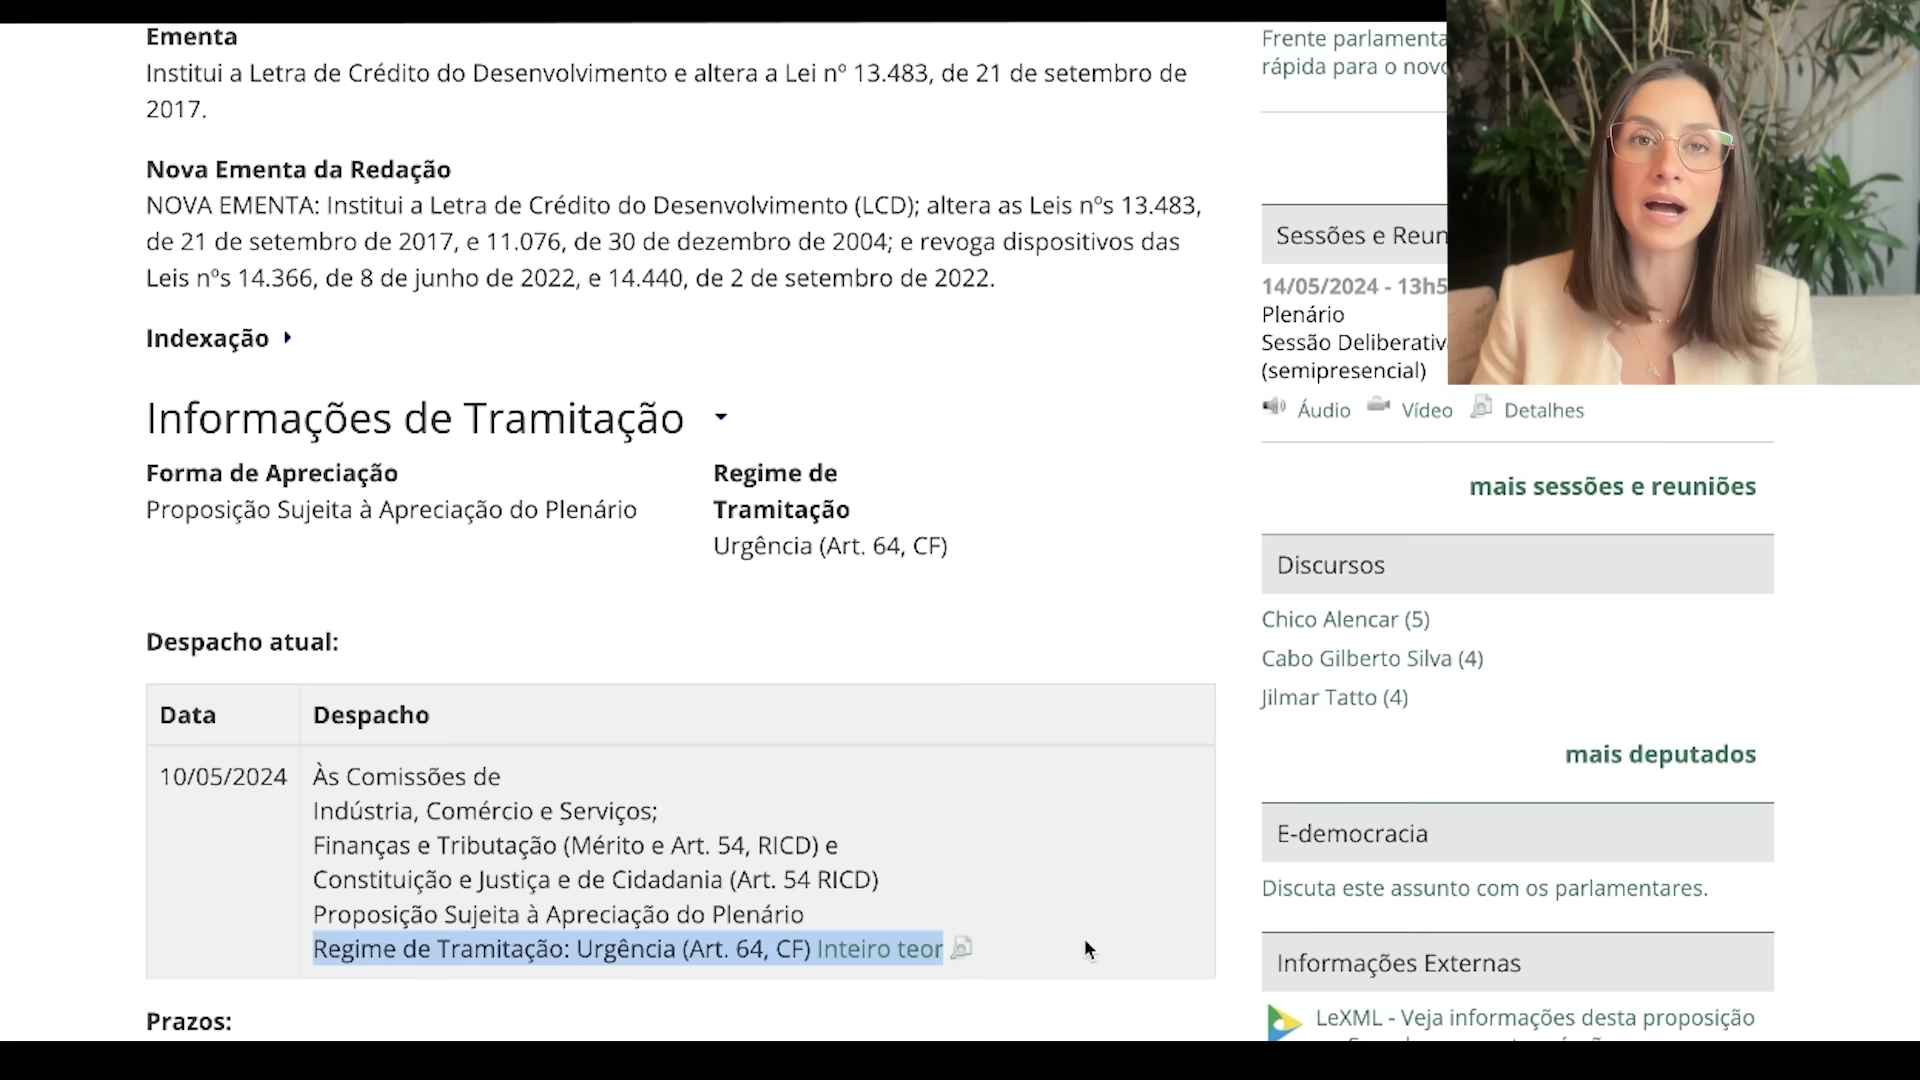 Ementa
Institui a Letra de Crédito do Desenvolvimento e altera a Lei nº 13.483, de 21 de setembro de
2017.
Nova Ementa da Redação
NOVA EMENTA: Institui a Letra de Crédito do Desenvolvimento (LCD); altera as Leis nºs 13.483,
de 21 de setembro de 2017, e 11.076, de 30 de dezembro de 2004; e revoga dispositivos das
Leis nºs 14.366, de 8 de junho de 2022, e 14.440, de 2 de setembro de 2022.
Indexação
Informações de Tramitação
Forma de Apreciação
Proposição Sujeita à Apreciação do Plenário
Regime de
Tramitação
Urgência (Art. 64, CF)
Despacho atual:
Data Despacho
10/05/2024 Às Comissões de
Indústria, Comércio e Serviços;
Finanças e Tributação (Mérito e Art. 54, RICD) e
Constituição e Justiça e de Cidadania (Art. 54 RICD)
Proposição Sujeita à Apreciação do Plenário
Regime de Tramitação: Urgência (Art. 64, CF) Inteiro teor
Prazos:
Frente parlamenta
rápida para o novo
Sessões e Reun
14/05/2024 - 13h5
Plenário
Sessão Deliberativ
(semipresencial)
Áudio Vídeo Detalhes
mais sessões e reuniões
Discursos
Chico Alencar (5)
Cabo Gilberto Silva (4)
Jilmar Tatto (4)
mais deputados
E-democracia
Discuta este assunto com os parlamentares.
Informações Externas
LeXML - Veja informações desta proposição